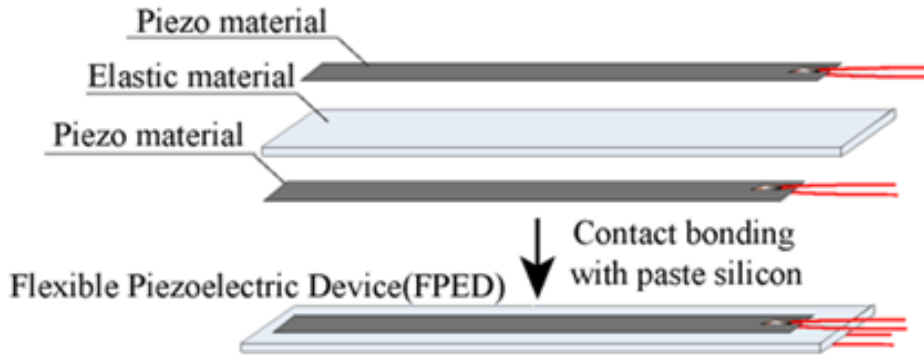 Piezo material
Elastic material
Piezo material
Contact bonding
with paste silicon
Flexible Piezoelectric Device(FPED)